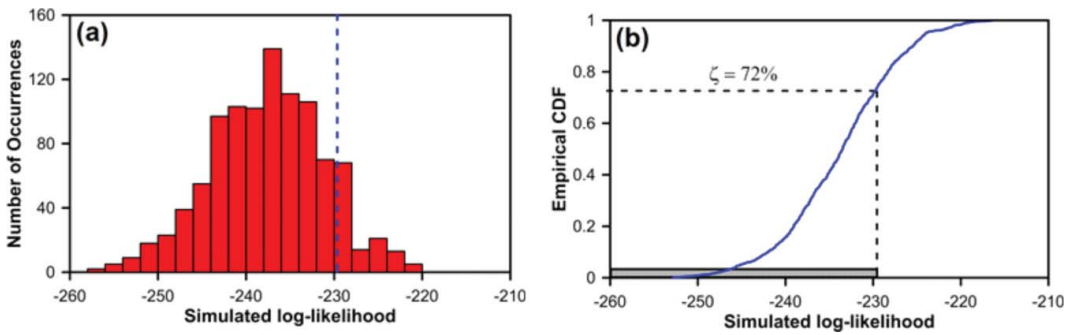 (a)
Number of Occurrences
160
120
80
40
0
-260 -250 -240 -230 -220 -210
Simulated log-likelihood
(b)
Empirical CDF
1
0.8
0.6
0.4
0.2
0
ζ = 72%
-260 -250 -240 -230 -220 -210
Simulated log-likelihood